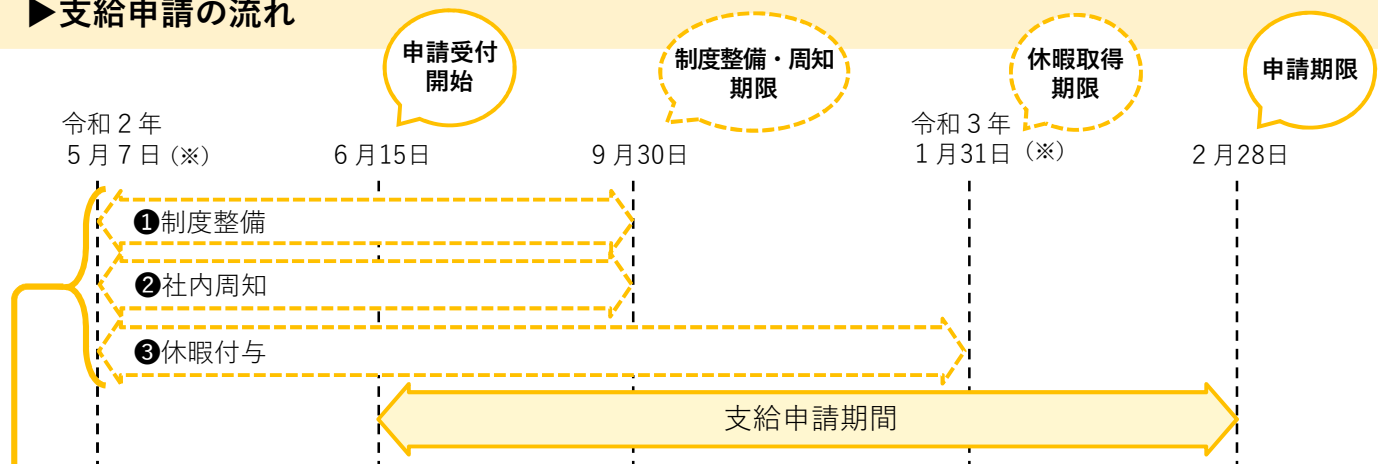 ▶支給申請の流れ
申請受付
開始
制度整備・周知
期限
休暇取得
期限
申請期限
令和2年
5月7日(※)
6月15日
9月30日
令和3年
1月31日(※)
2月28日
❶制度整備
❷社内周知
❸休暇付与
支給申請期間